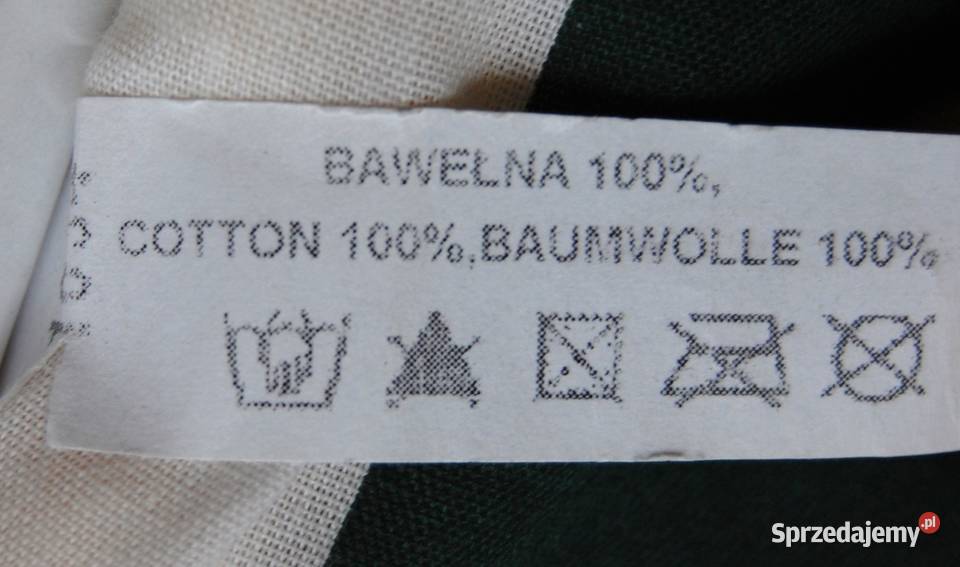 BAWEŁNA 100%,
COTTON 100%,BAUMWOLLE 100%
Sprzedajemy.pl